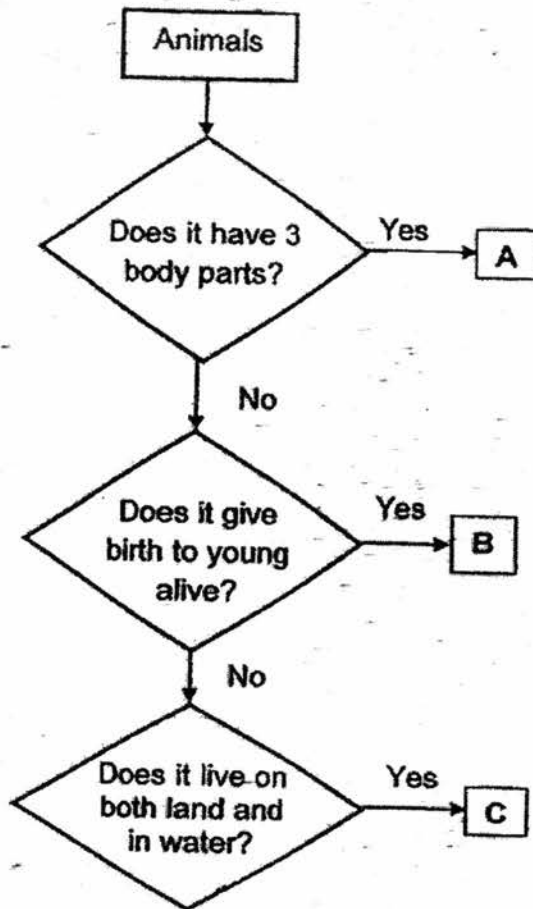 Animals
Does it have 3
body parts?
Yes
A
No
Does it give
birth to young
alive?
Yes
B
No
Does it live on
both land and
in water?
Yes
C